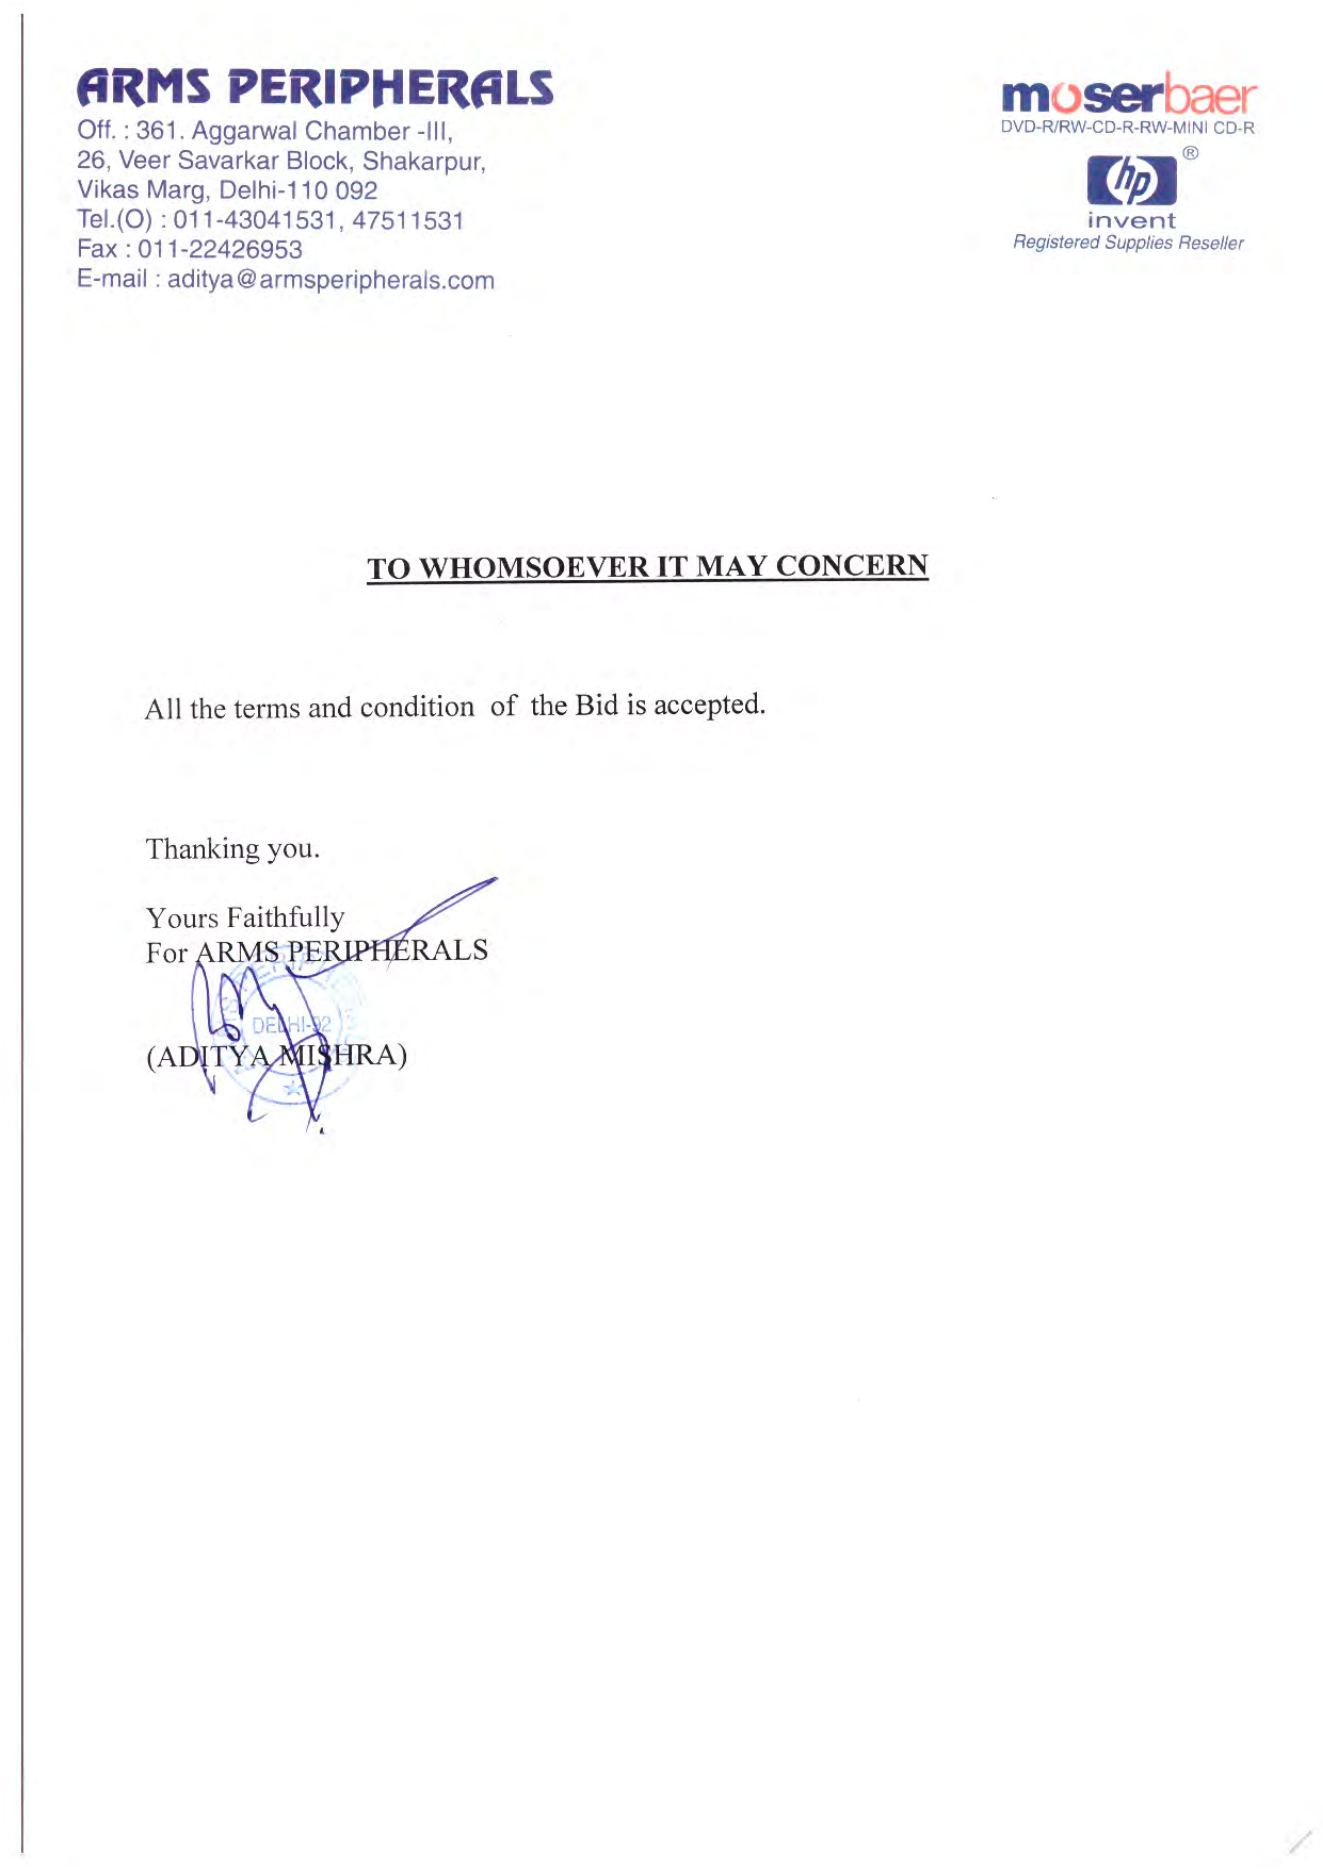 ARMS PERIPHERALS
Off. : 361. Aggarwal Chamber -III,
26, Veer Savarkar Block, Shakarpur,
Vikas Marg, Delhi-110 092
Tel.(O) : 011-43041531, 47511531
Fax : 011-22426953
E-mail : aditya@armsperipherals.com
moserbaer
DVD-R/RW-CD-R-RW-MINI CD-R
hp ®
invent
Registered Supplies Reseller
TO WHOMSOEVER IT MAY CONCERN
All the terms and condition of the Bid is accepted.
Thanking you.
Yours Faithfully
For ARMS PERIPHERALS
DELHI-92
(ADITYA MISHRA)